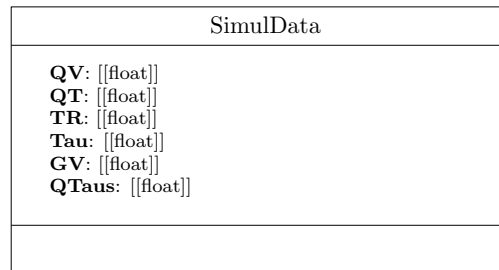 SimulData
QV: [[float]]
QT: [[float]]
TR: [[float]]
Tau: [[float]]
GV: [[float]]
QTaus: [[float]]